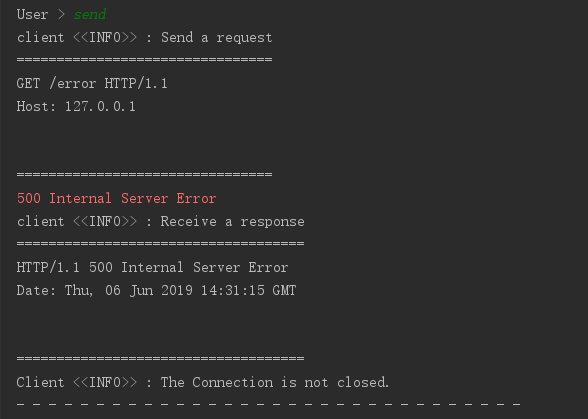 User > send
client <<INFO>> : Send a request
================================
GET /error HTTP/1.1
Host: 127.0.0.1
================================
500 Internal Server Error
client <<INFO>> : Receive a response
====================================
HTTP/1.1 500 Internal Server Error
Date: Thu, 06 Jun 2019 14:31:15 GMT
====================================
Client <<INFO>> : The Connection is not closed.
- - - - - - - - - - - - - - - - - - - - - - - - - - - - - - - -